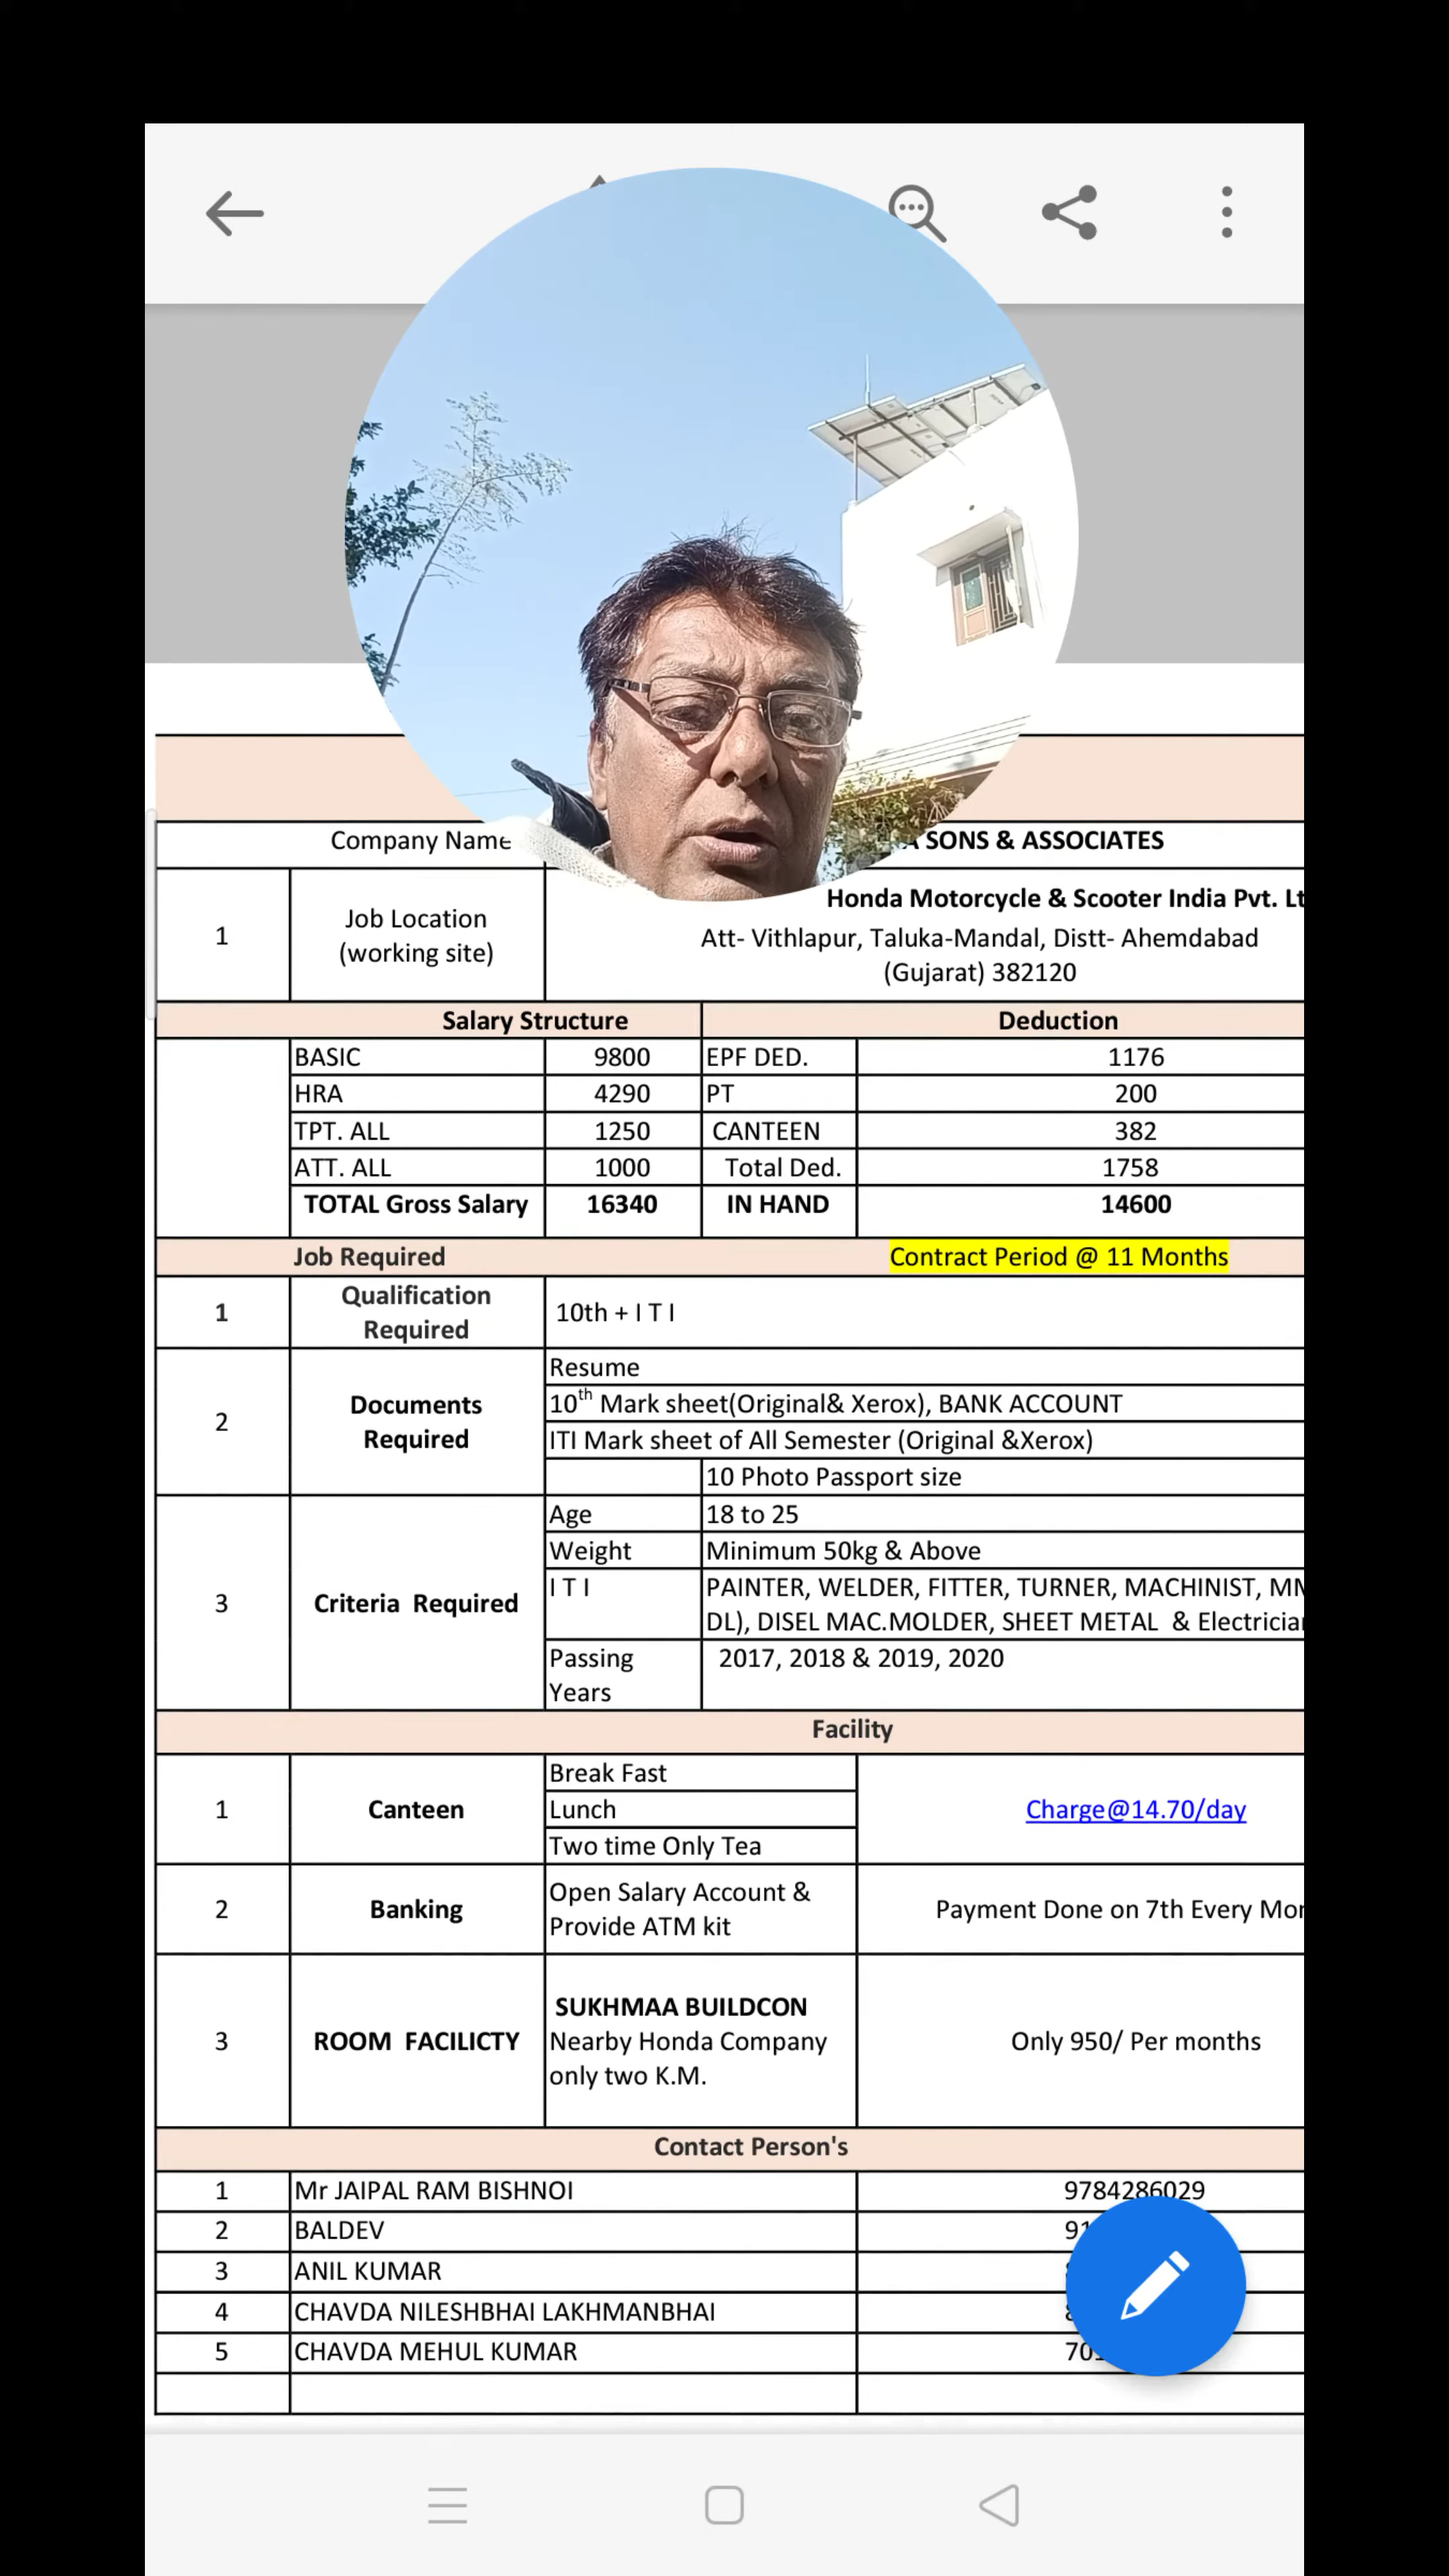 Company Name
SONS & ASSOCIATES
1
Job Location
(working site)
Honda Motorcycle & Scooter India Pvt.
Att- Vithlapur, Taluka-Mandal, Distt- Ahemdabad
(Gujarat) 382120
Salary Structure Deduction
BASIC 9800 EPF DED. 1176
HRA 4290 PT 200
TPT. ALL 1250 CANTEEN 382
ATT. ALL 1000 Total Ded. 1758
TOTAL Gross Salary 16340 IN HAND 14600
Job Required Contract Period @ 11 Months
1
Qualification
Required
10th + I T I
2
Documents
Required
Resume
10th Mark sheet(Original& Xerox), BANK ACCOUNT
ITI Mark sheet of All Semester (Original &Xerox)
10 Photo Passport size
3
Criteria Required
Age 18 to 25
Weight Minimum 50kg & Above
I T I PAINTER, WELDER, FITTER, TURNER, MACHINIST,
DL), DISEL MAC.MOLDER, SHEET METAL &
Passing
Years
2017, 2018 & 2019, 2020
Facility
1
Canteen
Break Fast
Lunch
Two time Only Tea
Charge@14.70/day
2
Banking
Open Salary Account &
Provide ATM kit
Payment Done on 7th Every
3
ROOM FACILICTY
SUKHMAA BUILDCON
Nearby Honda Company
only two K.M.
Only 950/ Per months
Contact Person's
1 Mr JAIPAL RAM BISHNOI 9784286029
2 BALDEV
3 ANIL KUMAR
4 CHAVDA NILESHBHAI LAKHMANBHAI
5 CHAVDA MEHUL KUMAR